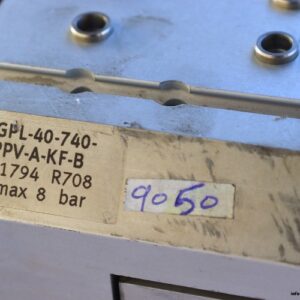 GPL-40-740-
PPV-A-KF-B
1794 R708
max 8 bar
9050